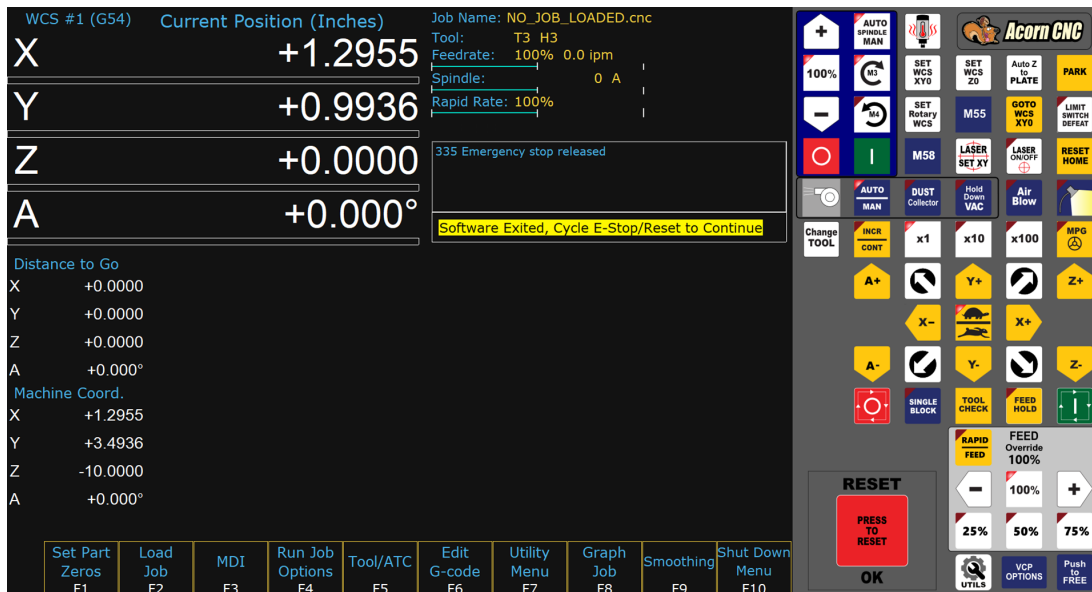 WCS #1 (G54) Current Position (Inches)
X +1.2955
Y +0.9936
Z +0.0000
A +0.000°
Job Name: NO_JOB_LOADED.cnc
Tool: T3 H3
Feedrate: 100% 0.0 ipm
Spindle: 0 A
Rapid Rate: 100%
335 Emergency stop released
Software Exited, Cycle E-Stop/Reset to Continue
Distance to Go
X +0.0000
Y +0.0000
Z +0.0000
A +0.000°
Machine Coord.
X +1.2955
Y +3.4936
Z -10.0000
A +0.000°
Set Part Zeros F1
Load Job F2
MDI F3
Run Job Options F4
Tool/ATC F5
Edit G-code F6
Utility Menu F7
Graph Job F8
Smoothing F9
Shut Down Menu F10
+
AUTO
SPINDLE
MAN
Acorn CNC
100%
M3
SET
WCS
XY0
SET
WCS
Z0
Auto Z
to
PLATE
PARK
-
M4
SET
Rotary
WCS
M55
GOTO
WCS
XY0
LIMIT
SWITCH
DEFEAT
M58
LASER
SET XY
LASER
ON/OFF
RESET
HOME
AUTO
MAN
DUST
Collector
Hold
Down
VAC
Air
Blow
Change
TOOL
INCR
CONT
x1
x10
x100
MPG
A+
Y+
Z+
X-
X+
A-
Y-
Z-
SINGLE
BLOCK
TOOL
CHECK
FEED
HOLD
RAPID
FEED
FEED
Override
100%
RESET
PRESS
TO
RESET
OK
-
100%
+
25%
50%
75%
UTILS
VCP
OPTIONS
Push
to
FREE